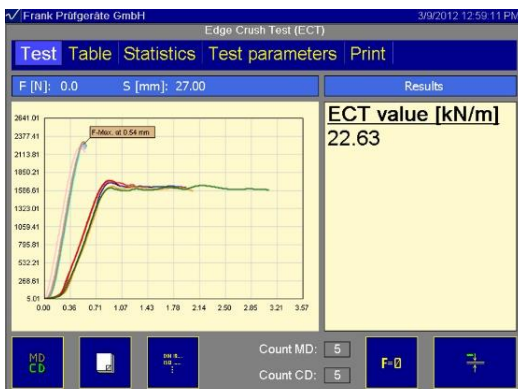 Frank Prüfgeräte GmbH 3/9/2012 12:59:11 PM
Edge Crush Test (ECT)
Test Table Statistics Test parameters Print
F [N]: 0.0 S [mm]: 27.00 Results
ECT value [kN/m]
22.63
2641.01
2377.41
F-Max. at 0.54 mm
2113.81
1850.21
1586.61
1323.01
1059.41
795.81
532.21
268.61
5.01
0.00 0.36 0.71 1.07 1.43 1.78 2.14 2.50 2.85 3.21 3.57
MD
CD
Count MD: 5
Count CD: 5
F=0